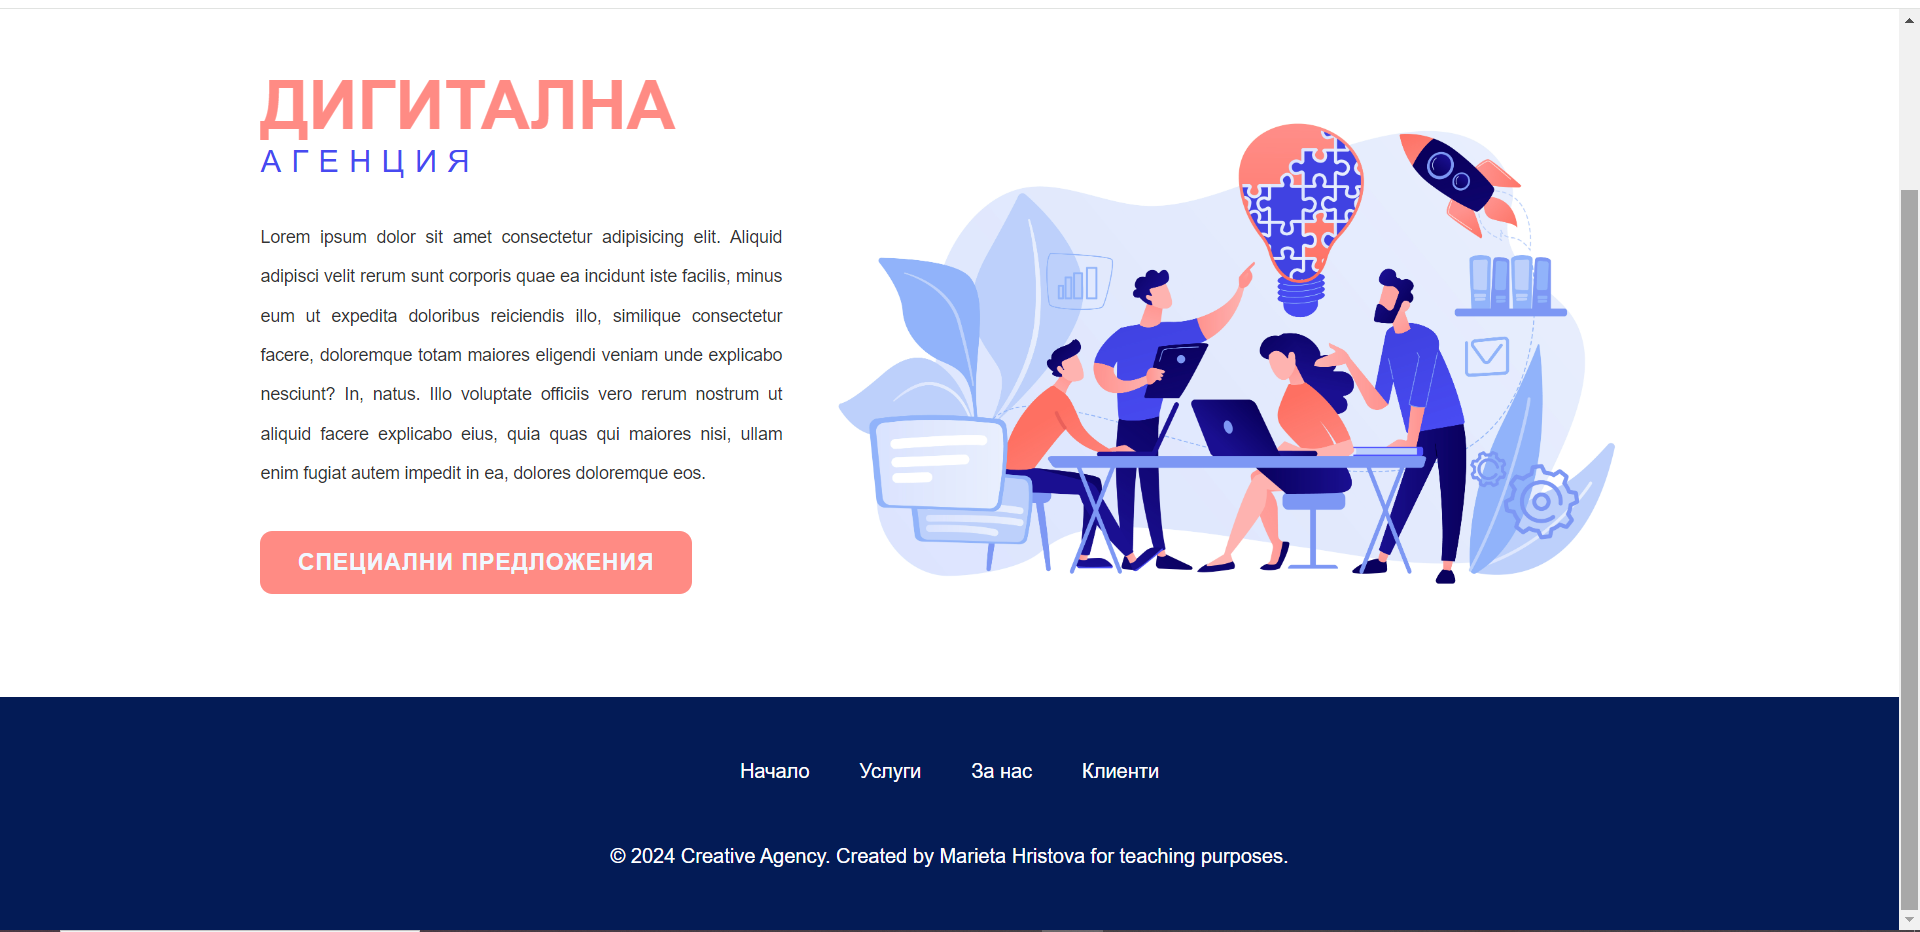 ДИГИТАЛНА
АГЕНЦИЯ
Lorem ipsum dolor sit amet consectetur adipisicing elit. Aliquid
adipisci velit rerum sunt corporis quae ea incidunt iste facilis, minus
eum ut expedita doloribus reiciendis illo, similique consectetur
facere, doloremque totam maiores eligendi veniam unde explicabo
nesciunt? In, natus. Illo voluptate officiis vero rerum nostrum ut
aliquid facere explicabo eius, quia quas qui maiores nisi, ullam
enim fugiat autem impedit in ea, dolores doloremque eos.
СПЕЦИАЛНИ ПРЕДЛОЖЕНИЯ
Начало Услуги За нас Клиенти
© 2024 Creative Agency. Created by Marieta Hristova for teaching purposes.